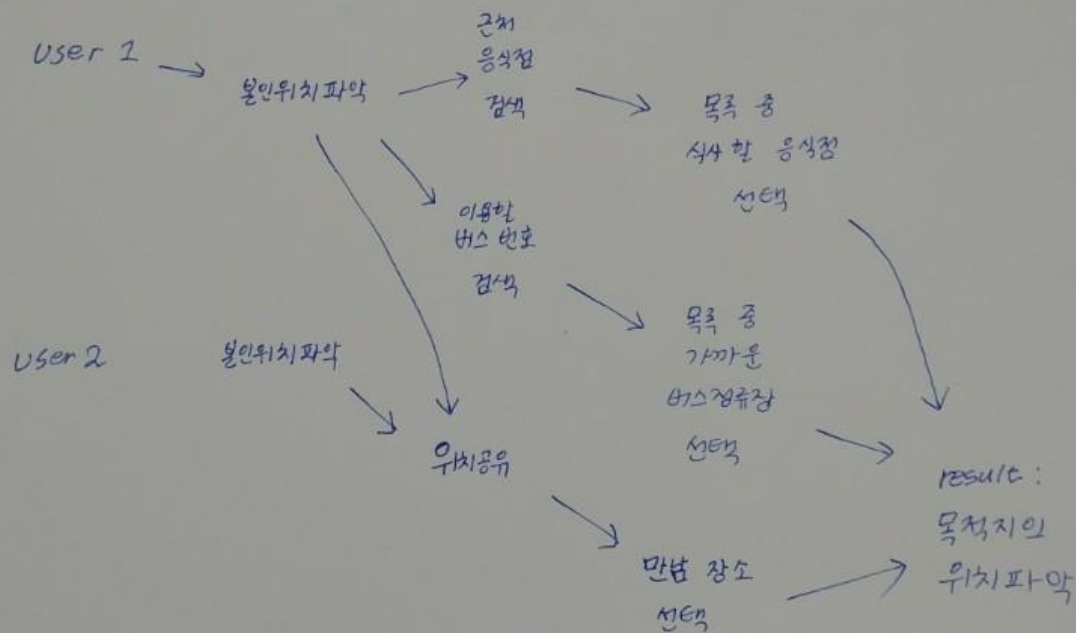 user 1
본인위치파악
근처
음식점
검색
목록 중
식사할 음식점
선택
이용할
버스 번호
검색
목록 중
가까운
버스정류장
선택
user 2
본인위치파악
위치공유
만남 장소
선택
result:
목적지의
위치파악